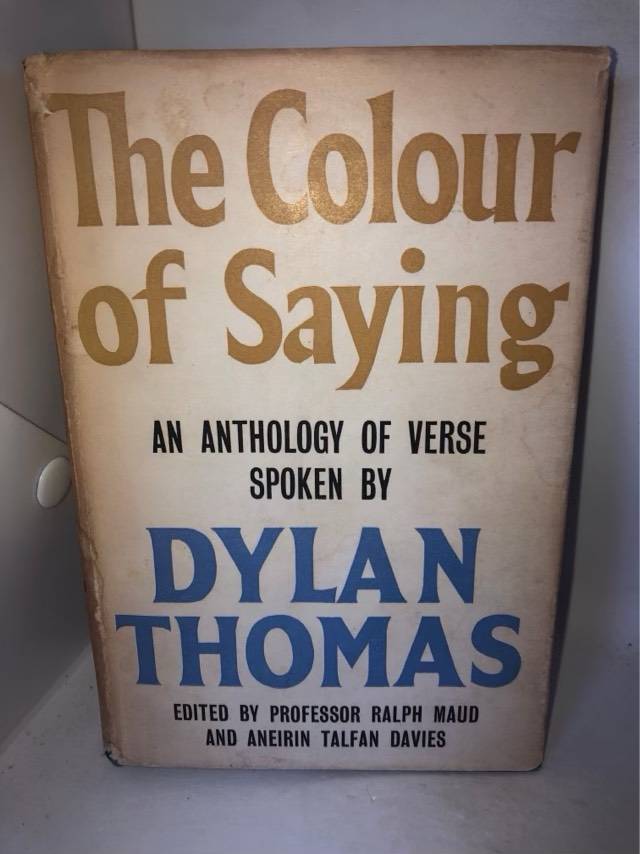 The Colour
of Saying
AN ANTHOLOGY OF VERSE
SPOKEN BY
DYLAN
THOMAS
EDITED BY PROFESSOR RALPH MAUD
AND ANEIRIN TALFAN DAVIES